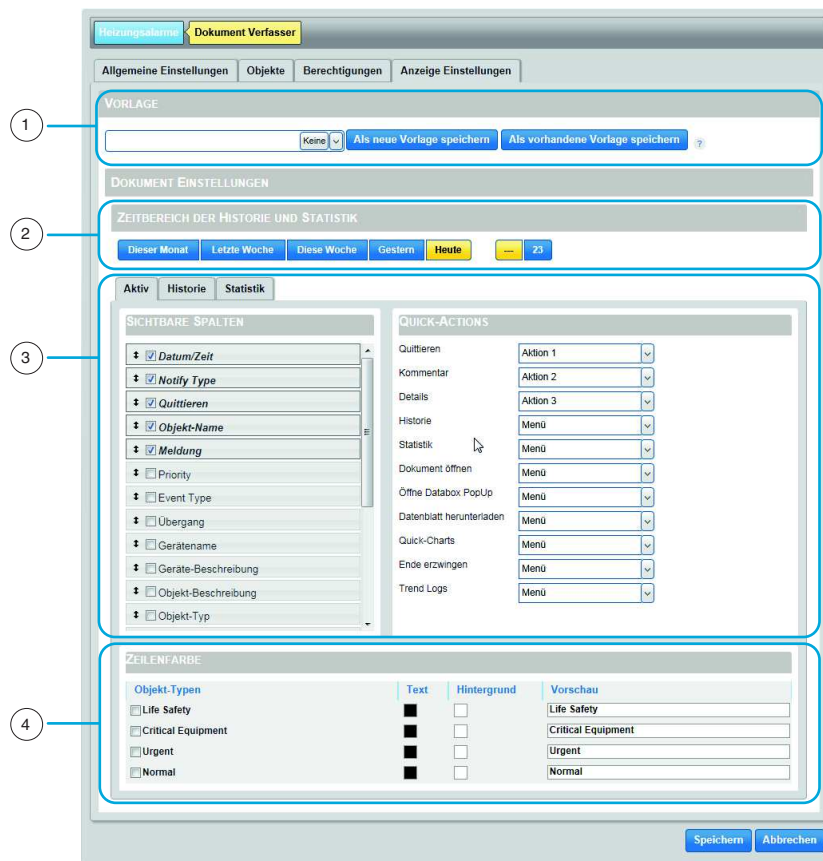 Heizungsalarme Dokument Verfasser
Allgemeine Einstellungen Objekte Berechtigungen Anzeige Einstellungen
1
VORLAGE
Keine Als neue Vorlage speichern Als vorhandene Vorlage speichern ?
DOKUMENT EINSTELLUNGEN
2
ZEITBEREICH DER HISTORIE UND STATISTIK
Dieser Monat Letzte Woche Diese Woche Gestern Heute --- 23
3
Aktiv Historie Statistik
SICHTBARE SPALTEN
Datum/Zeit
Notify Type
Quittieren
Objekt-Name
Meldung
Priority
Event Type
Übergang
Gerätename
Geräte-Beschreibung
Objekt-Beschreibung
Objekt-Typ
QUICK-ACTIONS
Quittieren Aktion 1
Kommentar Aktion 2
Details Aktion 3
Historie Menü
Statistik Menü
Dokument öffnen Menü
Öffne Databox PopUp Menü
Datenblatt herunterladen Menü
Quick-Charts Menü
Ende erzwingen Menü
Trend Logs Menü
4
ZEILENFARBE
Objekt-Typen Text Hintergrund Vorschau
Life Safety Life Safety
Critical Equipment Critical Equipment
Urgent Urgent
Normal Normal
Speichern Abbrechen